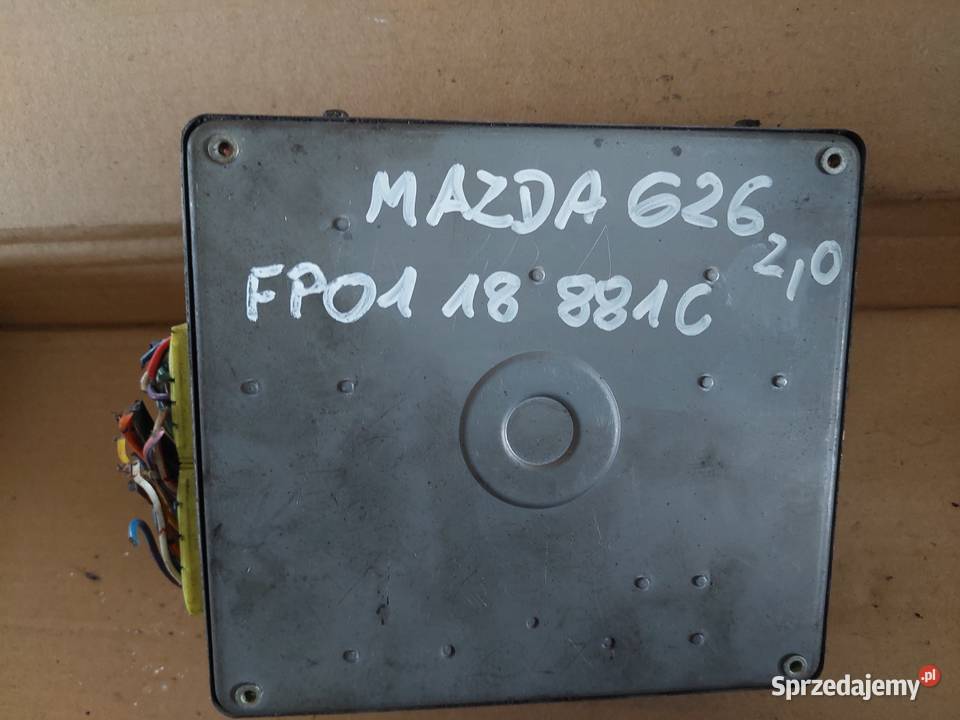 MAZDA 626
2,0
FP01 18 881C
Sprzedajemy.pl